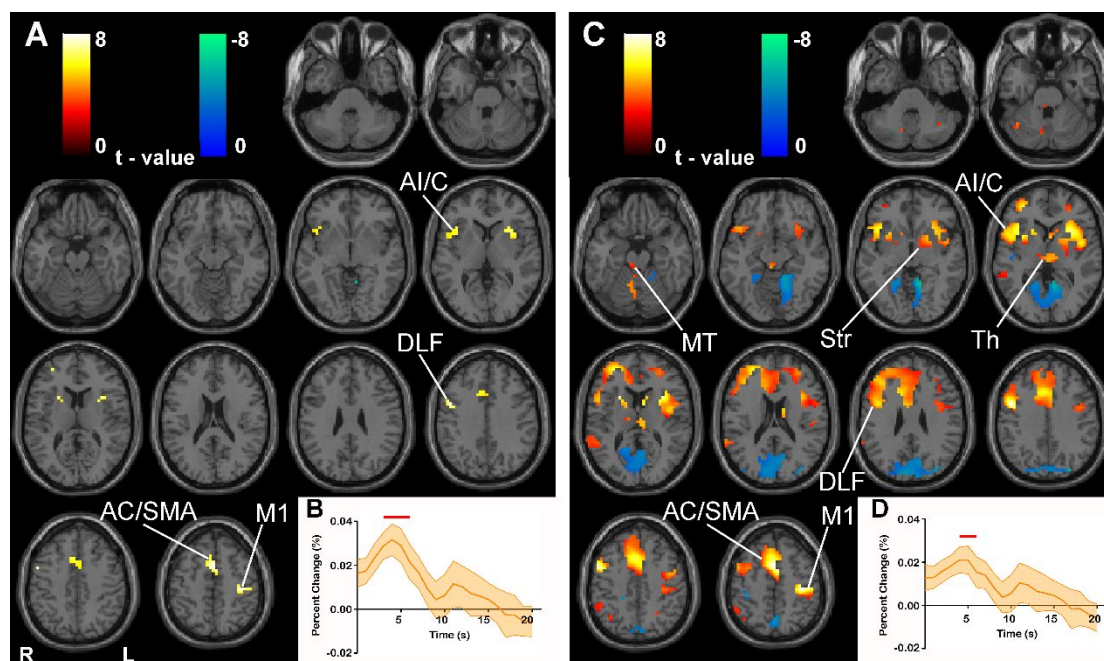 A
8
-8
0
0
t - value
AI/C
DLF
AC/SMA
M1
R
L
B
Percent Change (%)
0.04
0.02
0.00
-0.02
5
10
15
20
Time (s)
C
8
-8
0
0
t - value
AI/C
MT
Str
Th
DLF
AC/SMA
M1
D
Percent Change (%)
0.04
0.02
0.00
-0.02
5
10
15
20
Time (s)